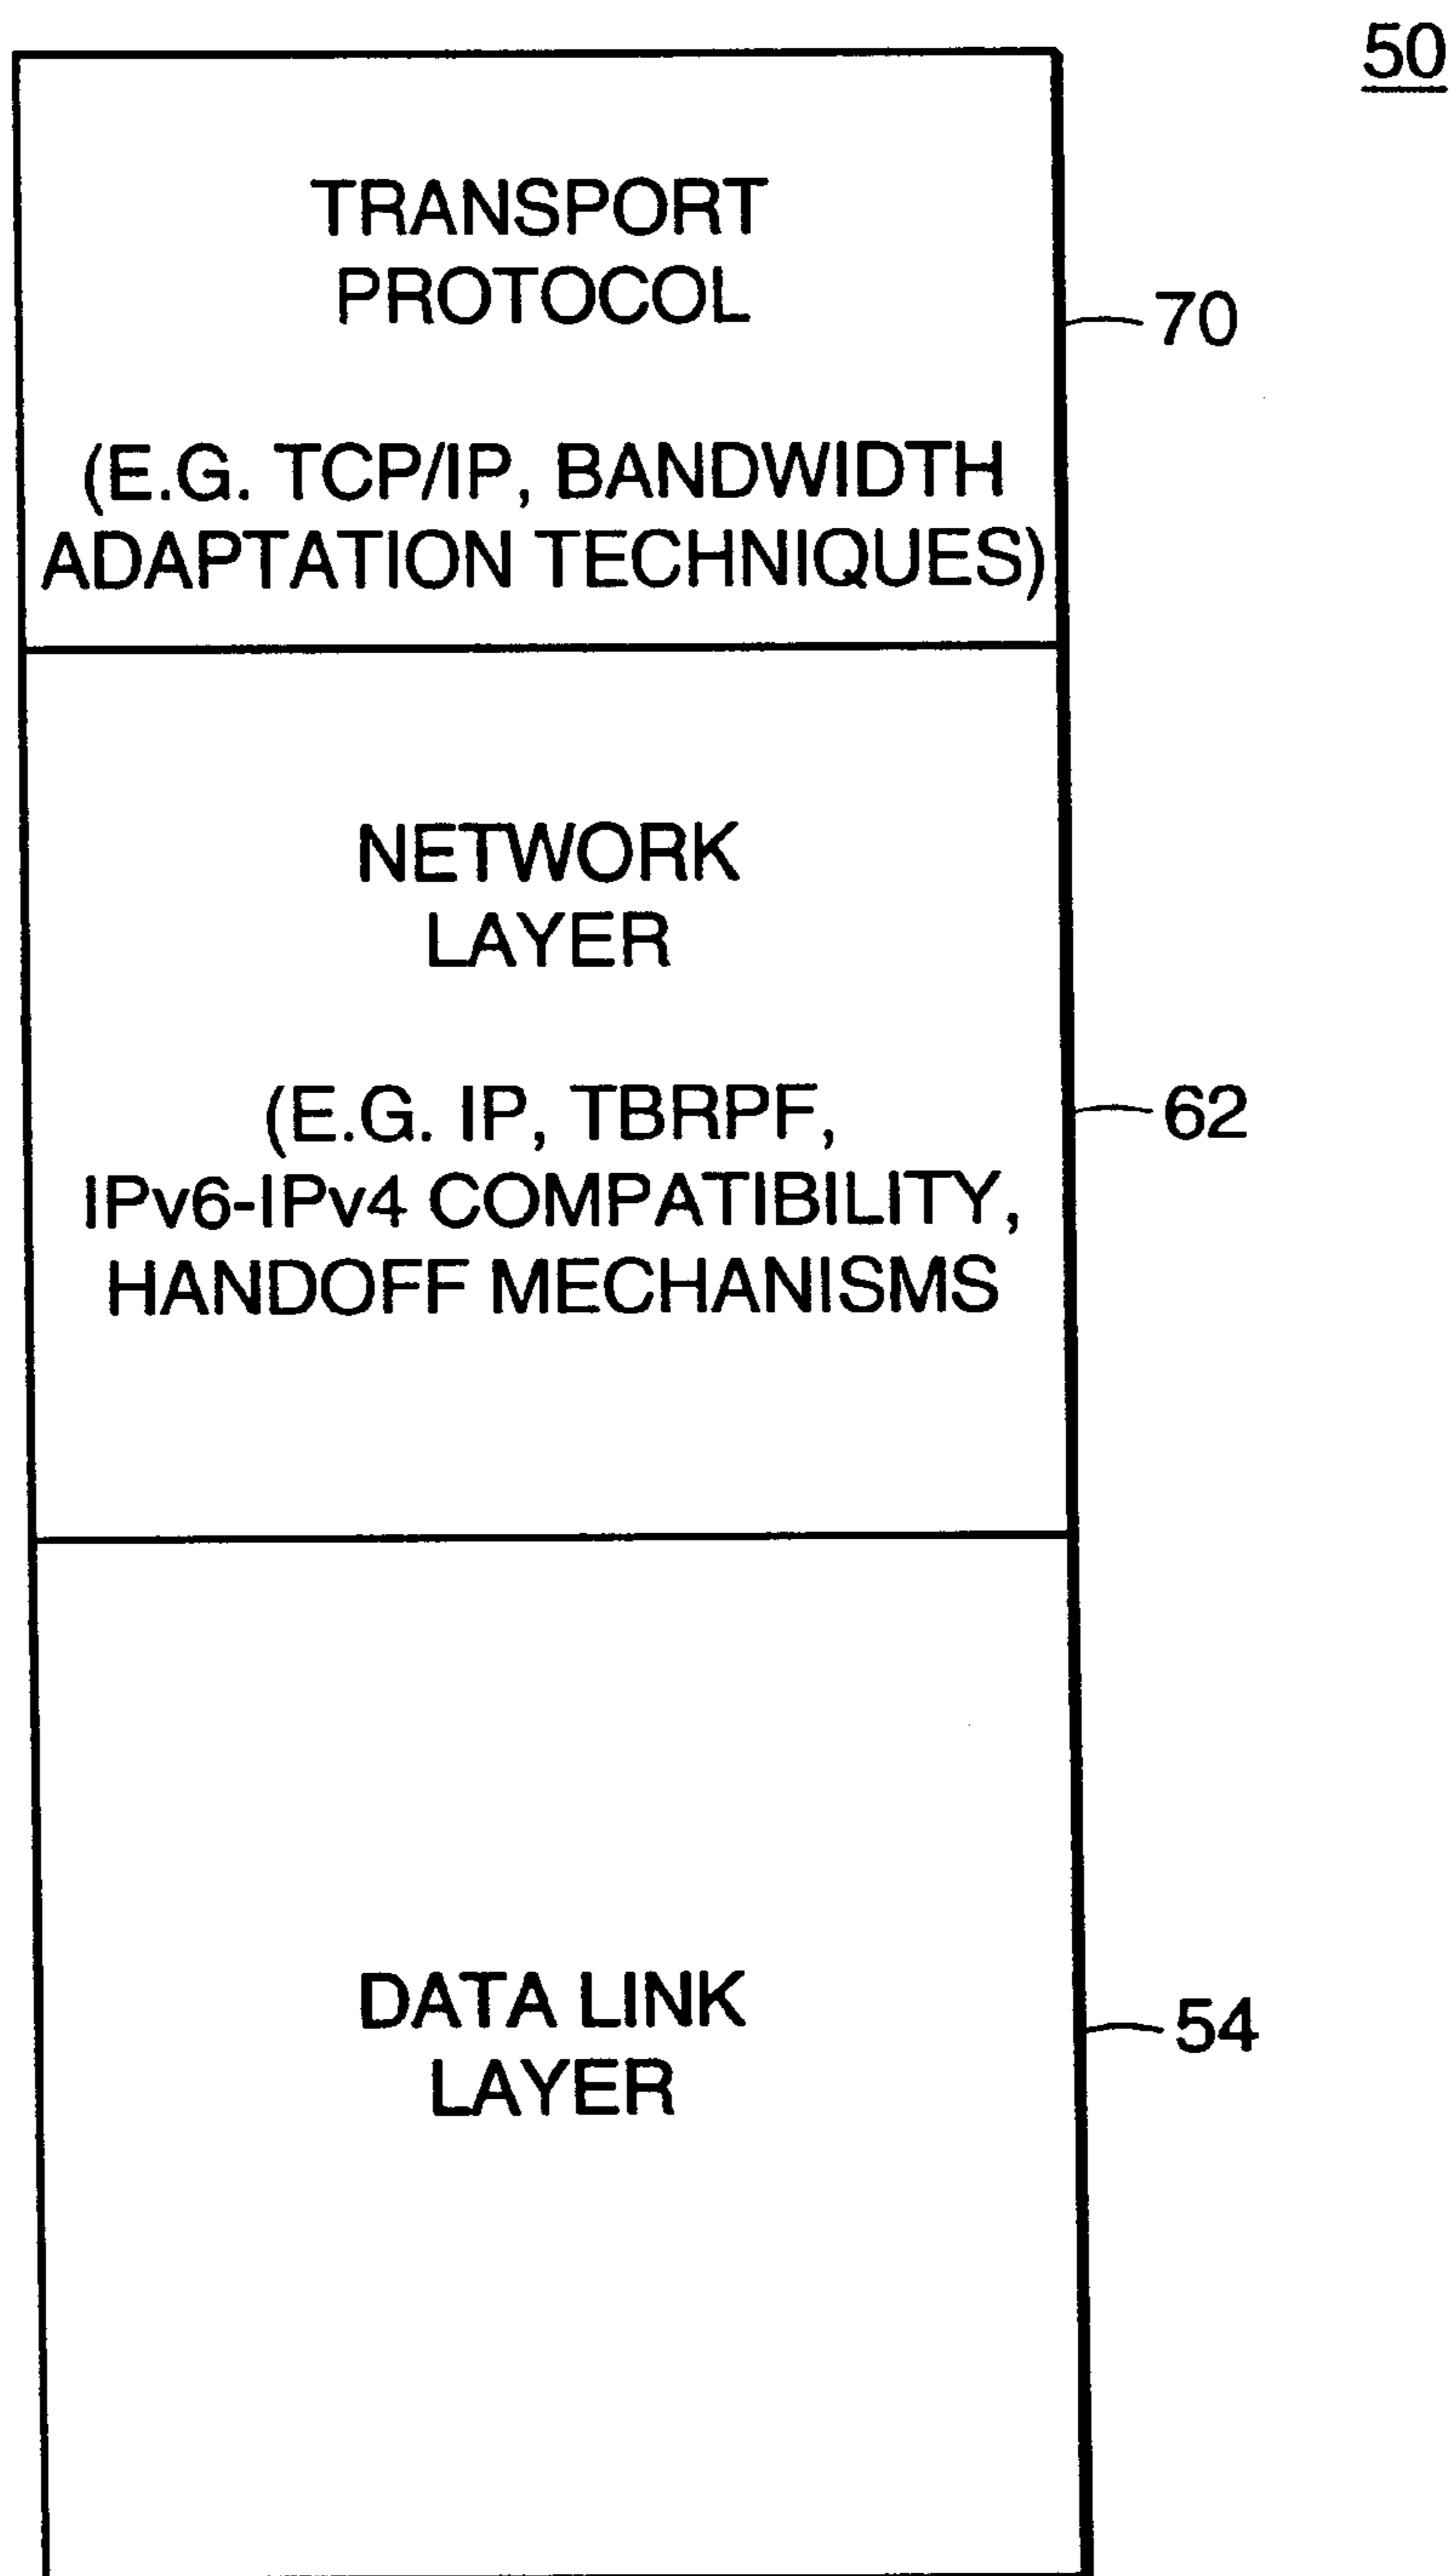 50
TRANSPORT
PROTOCOL
70
(E.G. TCP/IP, BANDWIDTH
ADAPTATION TECHNIQUES)
NETWORK
LAYER
(E.G. IP, TBRPF,
62
IPv6-IPv4 COMPATIBILITY,
HANDOFF MECHANISMS
DATA LINK
54
LAYER